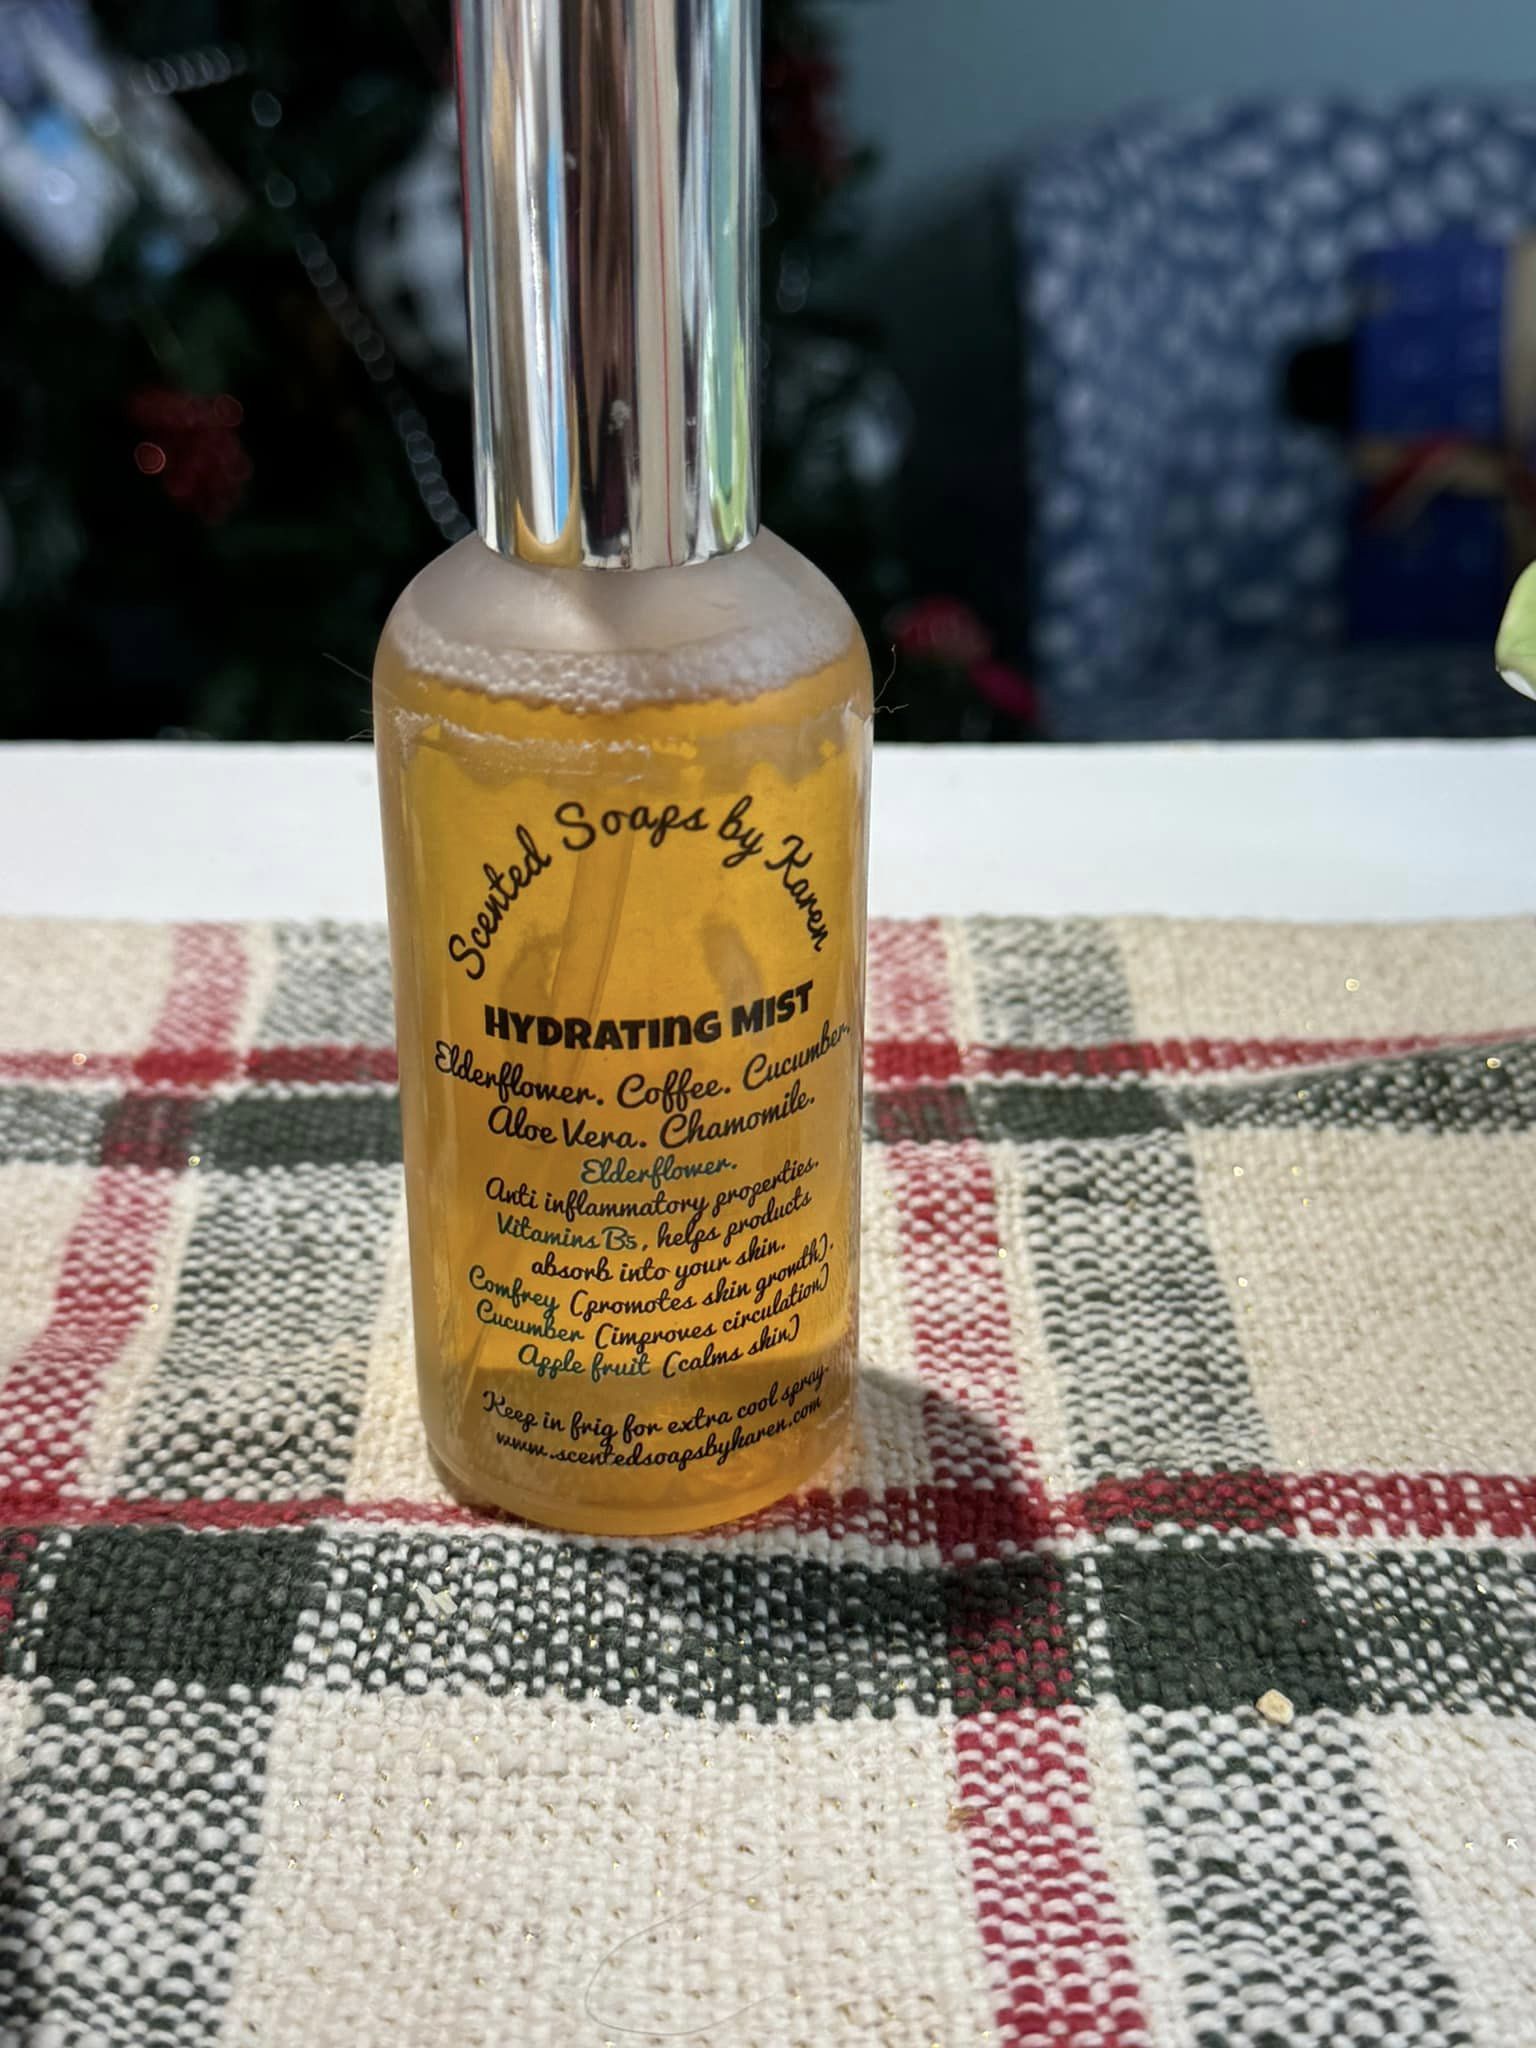 Scented Soaps by Karen
HYDRATING MIST
Elderflower. Coffee. Cucumber.
Aloe Vera. Chamomile.
Elderflower.
Anti inflammatory properties.
Vitamins B5, helps products
absorb into your skin.
Comfrey (promotes skin growth).
Cucumber (improves circulation)
Apple fruit (calms skin)
Keep in frig for extra cool spray.
www.scentedsoapsbykaren.com